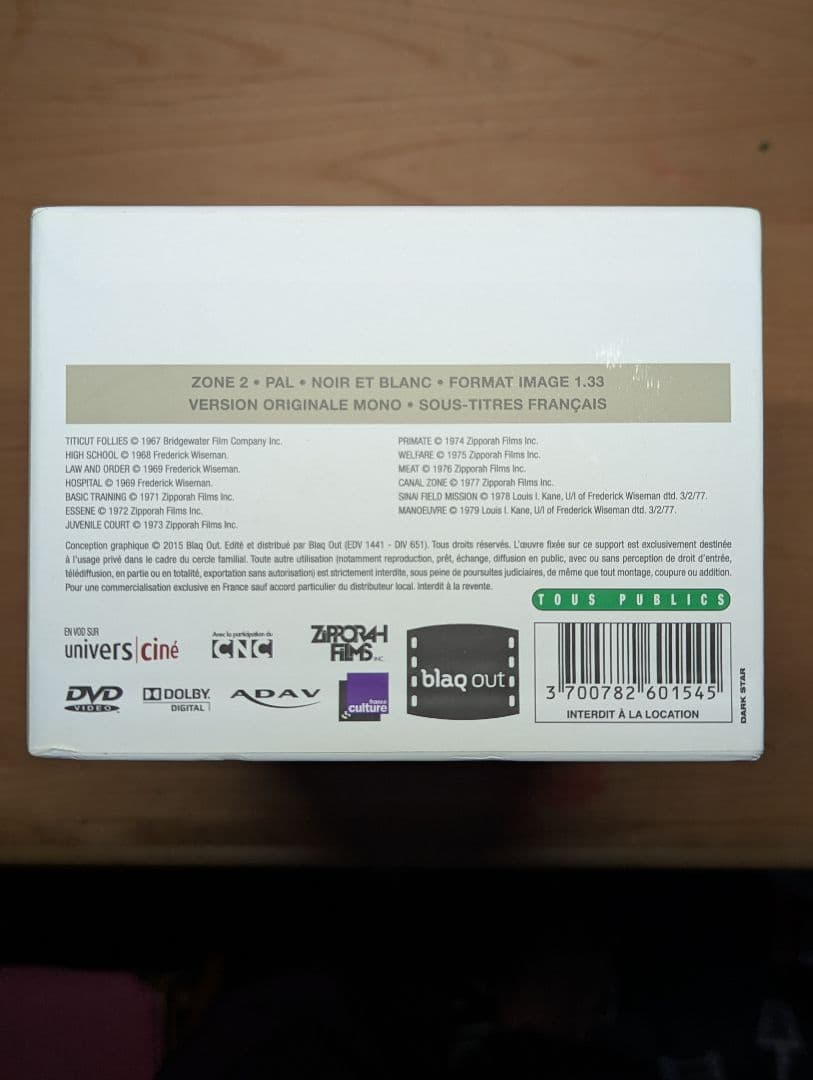 ZONE 2 • PAL • NOIR ET BLANC • FORMAT IMAGE 1.33
VERSION ORIGINALE MONO • SOUS-TITRES FRANÇAIS
TITICUT FOLLIES © 1967 Bridgewater Film Company Inc.
HIGH SCHOOL © 1968 Frederick Wiseman.
LAW AND ORDER © 1969 Frederick Wiseman.
HOSPITAL © 1969 Frederick Wiseman.
BASIC TRAINING © 1971 Zipporah Films Inc.
ESSENE © 1972 Zipporah Films Inc.
JUVENILE COURT © 1973 Zipporah Films Inc.
PRIMATE © 1974 Zipporah Films Inc.
WELFARE © 1975 Zipporah Films Inc.
MEAT © 1976 Zipporah Films Inc.
CANAL ZONE © 1977 Zipporah Films Inc.
SINAI FIELD MISSION © 1978 Louis I. Kane, U/I of Frederick Wiseman dtd. 3/2/77.
MANOEUVRE © 1979 Louis I. Kane, U/I of Frederick Wiseman dtd. 3/2/77.
Conception graphique © 2015 Blaq Out. Edité et distribué par Blaq Out (EDV 1441 - DIV 651). Tous droits réservés. L'œuvre fixée sur ce support est exclusivement destinée
à l'usage privé dans le cadre du cercle familial. Toute autre utilisation (notamment reproduction, prêt, échange, diffusion en public, avec ou sans perception de droit d'entrée,
télédiffusion, en partie ou en totalité, exportation sans autorisation) est strictement interdite, sous peine de poursuites judiciaires, de même que tout montage, coupure ou addition.
Pour une commercialisation exclusive en France sauf accord particulier du distributeur local. Interdit à la revente.
TOUS PUBLICS
EN VOD SUR
univers|ciné
Avec la participation du
CNC
ZIPPORAH
FILMS INC.
blaq out
DVD
VIDEO
DOLBY
DIGITAL
ADAV
france
culture
3 700782 601545
INTERDIT À LA LOCATION
DARK STAR